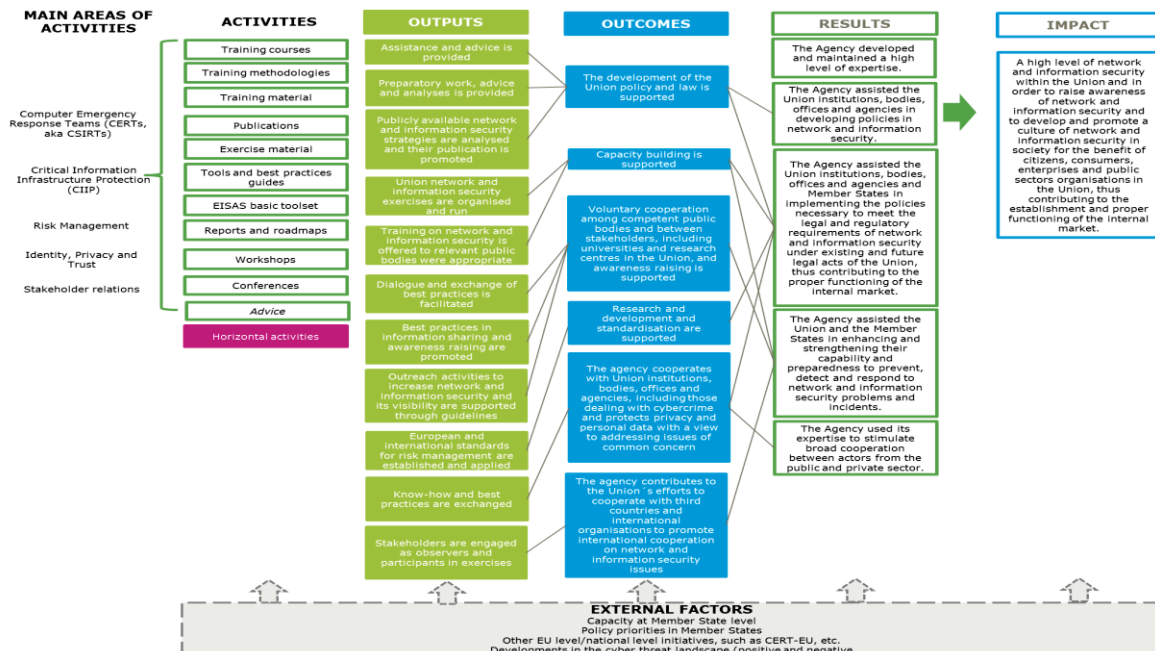 MAIN AREAS OF
ACTIVITIES
Computer Emergency
Response Teams (CERTs,
aka CSIRTs)
Critical Information
Infrastructure Protection
(CIIP)
Risk Management
Identity, Privacy and
Trust
Stakeholder relations
ACTIVITIES
Training courses
Training methodologies
Training material
Publications
Exercise material
Tools and best practices
guides
EISAS basic toolset
Reports and roadmaps
Workshops
Conferences
Advice
Horizontal activities
OUTPUTS
Assistance and advice is
provided
Preparatory work, advice
and analyses is provided
Publicly available network
and information security
strategies are analysed and
their publication is
promoted
Union network and
information security
exercises are organised
and run
Training on network and
information security is
offered to relevant public
bodies were appropriate
Dialogue and exchange of
best practices is
facilitated
Best practices in
information sharing and
awareness raising are
promoted
Outreach activities to
increase network and
information security and
its visibility are supported
through guidelines
European and
international standards
for risk management are
established and applied
Know-how and best
practices are exchanged
Stakeholders are engaged
as observers and
participants in exercises
OUTCOMES
The development of the
Union policy and law is
supported
Capacity building is
supported
Voluntary cooperation
among competent public
bodies and between
stakeholders, including
universities and research
centres in the Union, and
awareness raising is
supported
Research and
development and
standardisation are
supported
The agency cooperates
with Union institutions,
bodies, offices and
agencies, including those
dealing with cybercrime
and protects privacy and
personal data with a view
to addressing issues of
common concern
The agency contributes to
the Union´s efforts to
cooperate with third
countries and
international
organisations to promote
international cooperation
on network and
information security
issues
RESULTS
The Agency developed
and maintained a high
level of expertise.
The Agency assisted the
Union institutions, bodies,
offices and agencies in
developing policies in
network and information
security.
The Agency assisted the
Union institutions, bodies,
offices and agencies and
Member States in
implementing the policies
necessary to meet the
legal and regulatory
requirements of network
and information security
under existing and future
legal acts of the Union,
thus contributing to the
proper functioning of the
internal market.
The Agency assisted the
Union and the Member
States in enhancing and
strengthening their
capability and
preparedness to prevent,
detect and respond to
network and information
security problems and
incidents.
The Agency used its
expertise to stimulate
broad cooperation
between actors from the
public and private sector.
IMPACT
A high level of network
and information security
within the Union and in
order to raise awareness
of network and
information security and
to develop and promote a
culture of network and
information security in
society for the benefit of
citizens, consumers,
enterprises and public
sectors organisations in
the Union, thus
contributing to the
establishment and proper
functioning of the internal
market.
EXTERNAL FACTORS
Capacity at Member State level
Policy priorities in Member States
Other EU level/national level initiatives, such as CERT-EU, etc.
Developments in the cyber threat landscape (positive and negative